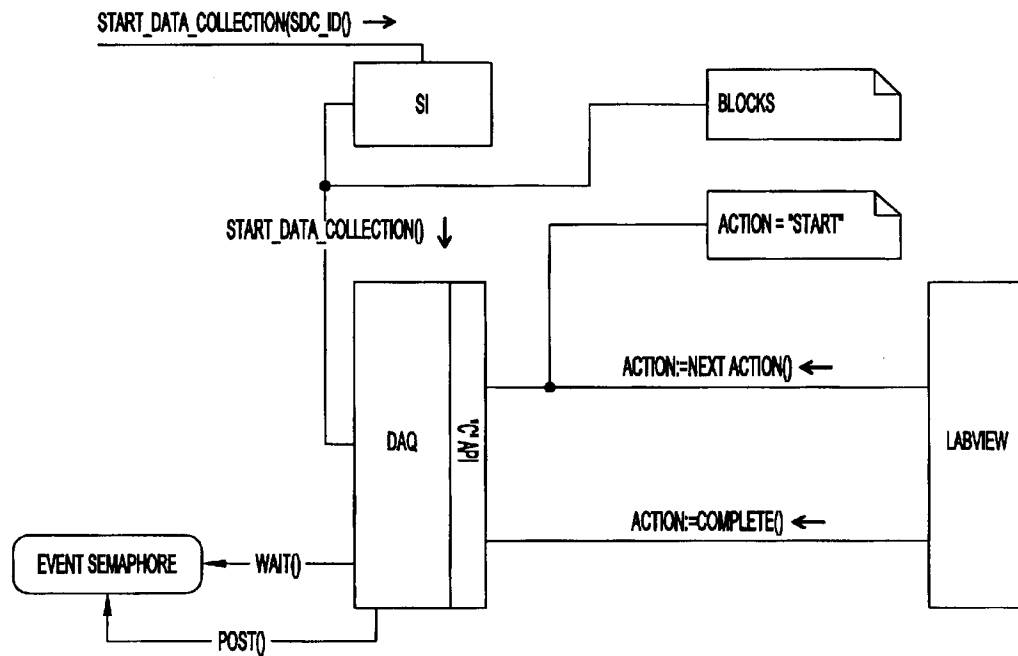 START_DATA_COLLECTION(SDC_ID()
SI
BLOCKS
START_DATA_COLLECTION()
ACTION = "START"
ACTION:=NEXT ACTION()
DAQ
"C" API
LABVIEW
ACTION:=COMPLETE()
EVENT SEMAPHORE
WAIT()
POST()